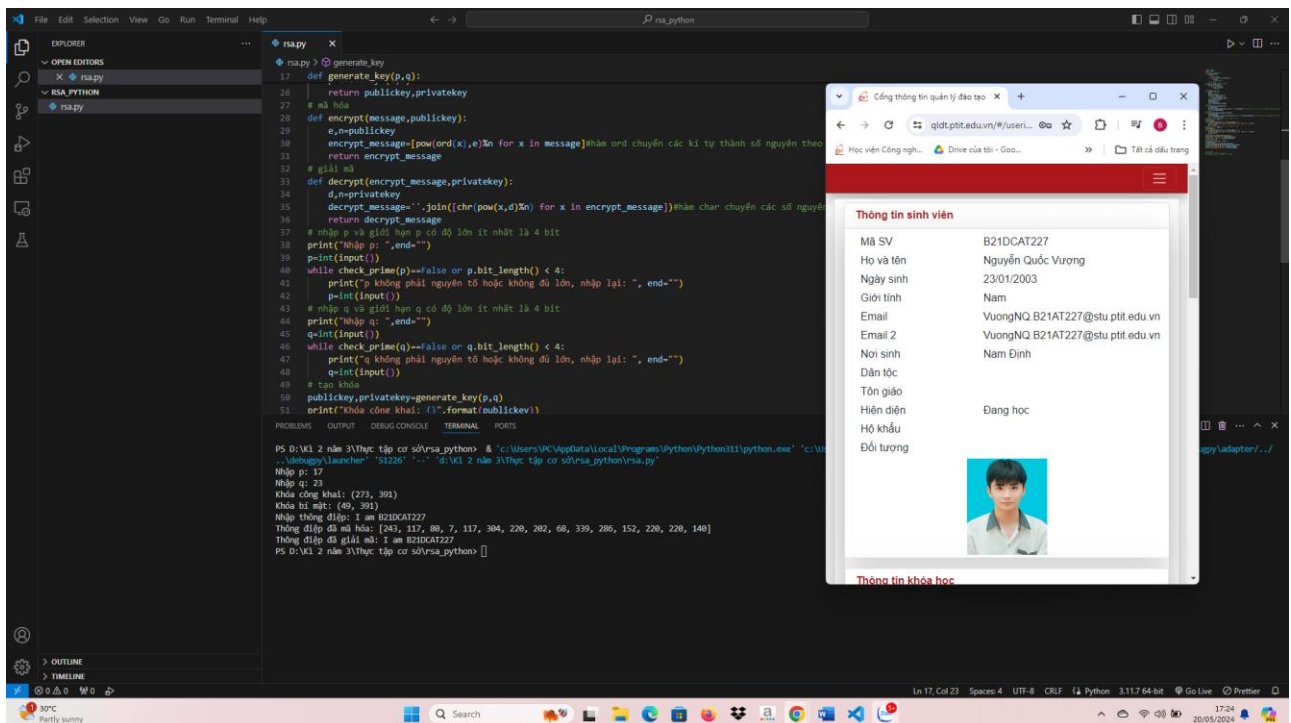 File Edit Selection View Go Run Terminal Help
rsa_python
EXPLORER
OPEN EDITORS
rsa.py
RSA_PYTHON
rsa.py
OUTLINE
TIMELINE
rsa.py
rsa.py > generate_key
17 def generate_key(p,q):
26 return publickey,privatekey
27 # mã hóa
28 def encrypt(message,publickey):
29 e,n=publickey
30 encrypt_message=[pow(ord(x),e)%n for x in message]#hàm ord chuyển các kí tự thành số nguyên theo
31 return encrypt_message
32 # giải mã
33 def decrypt(encrypt_message,privatekey):
34 d,n=privatekey
35 decrypt_message=''.join([chr(pow(x,d)%n) for x in encrypt_message])#hàm char chuyển các số nguyên
36 return decrypt_message
37 # nhập p và giới hạn p có độ lớn ít nhất là 4 bit
38 print("Nhập p: ",end="")
39 p=int(input())
40 while check_prime(p)==False or p.bit_length() < 4:
41 print("p không phải nguyên tố hoặc không đủ lớn, nhập lại: ", end="")
42 p=int(input())
43 # nhập q và giới hạn q có độ lớn ít nhất là 4 bit
44 print("Nhập q: ",end="")
45 q=int(input())
46 while check_prime(q)==False or q.bit_length() < 4:
47 print("q không phải nguyên tố hoặc không đủ lớn, nhập lại: ", end="")
48 q=int(input())
49 # tạo khóa
50 publickey,privatekey=generate_key(p,q)
51 print("Khóa công khai: {}".format(publickey))
PROBLEMS OUTPUT DEBUG CONSOLE TERMINAL PORTS
PS D:\Kì 2 năm 3\Thực tập cơ sở\rsa_python> & 'c:\Users\PC\AppData\Local\Programs\Python\Python311\python.exe' 'c:\U
..\debugpy\launcher' '51226' '--' 'd:\Kì 2 năm 3\Thực tập cơ sở\rsa_python\rsa.py'
Nhập p: 17
Nhập q: 23
Khóa công khai: (273, 391)
Khóa bí mật: (49, 391)
Nhập thông điệp: I am B21DCAT227
Thông điệp đã mã hóa: [243, 117, 80, 7, 117, 304, 220, 202, 68, 339, 286, 152, 220, 220, 140]
Thông điệp đã giải mã: I am B21DCAT227
PS D:\Kì 2 năm 3\Thực tập cơ sở\rsa_python>
Cổng thông tin quản lý đào tạo
qldt.ptit.edu.vn/#/useri...
B
Học viện Công ngh... Drive của tôi - Goo... » Tất cả dấu trang
Thông tin sinh viên
Mã SV B21DCAT227
Họ và tên Nguyễn Quốc Vượng
Ngày sinh 23/01/2003
Giới tính Nam
Email VuongNQ.B21AT227@stu.ptit.edu.vn
Email 2 VuongNQ.B21AT227@stu.ptit.edu.vn
Nơi sinh Nam Định
Dân tộc
Tôn giáo
Hiện diện Đang học
Hộ khẩu
Đối tượng
Thông tin khóa học
gpy\adapter/../
0 0 0 Ln 17, Col 23 Spaces: 4 UTF-8 CRLF Python 3.11.7 64-bit Go Live Prettier
30°C
Partly sunny
Search
17:24
20/05/2024